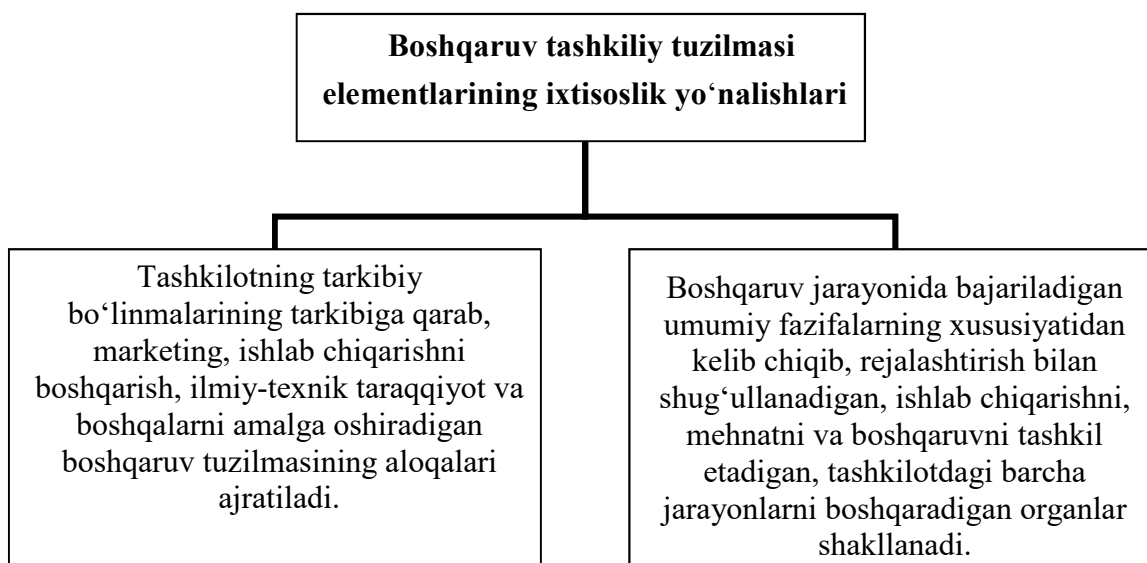 Boshqaruv tashkiliy tuzilmasi
elementlarining ixtisoslik yo‘nalishlari
Tashkilotning tarkibiy
bo‘linmalarining tarkibiga qarab,
marketing, ishlab chiqarishni
boshqarish, ilmiy-texnik taraqqiyot va
boshqalarni amalga oshiradigan
boshqaruv tuzilmasining aloqalari
ajratiladi.
Boshqaruv jarayonida bajariladigan
umumiy fazifalarning xususiyatidan
kelib chiqib, rejalashtirish bilan
shug‘ullanadigan, ishlab chiqarishni,
mehnatni va boshqaruvni tashkil
etadigan, tashkilotdagi barcha
jarayonlarni boshqaradigan organlar
shakllanadi.